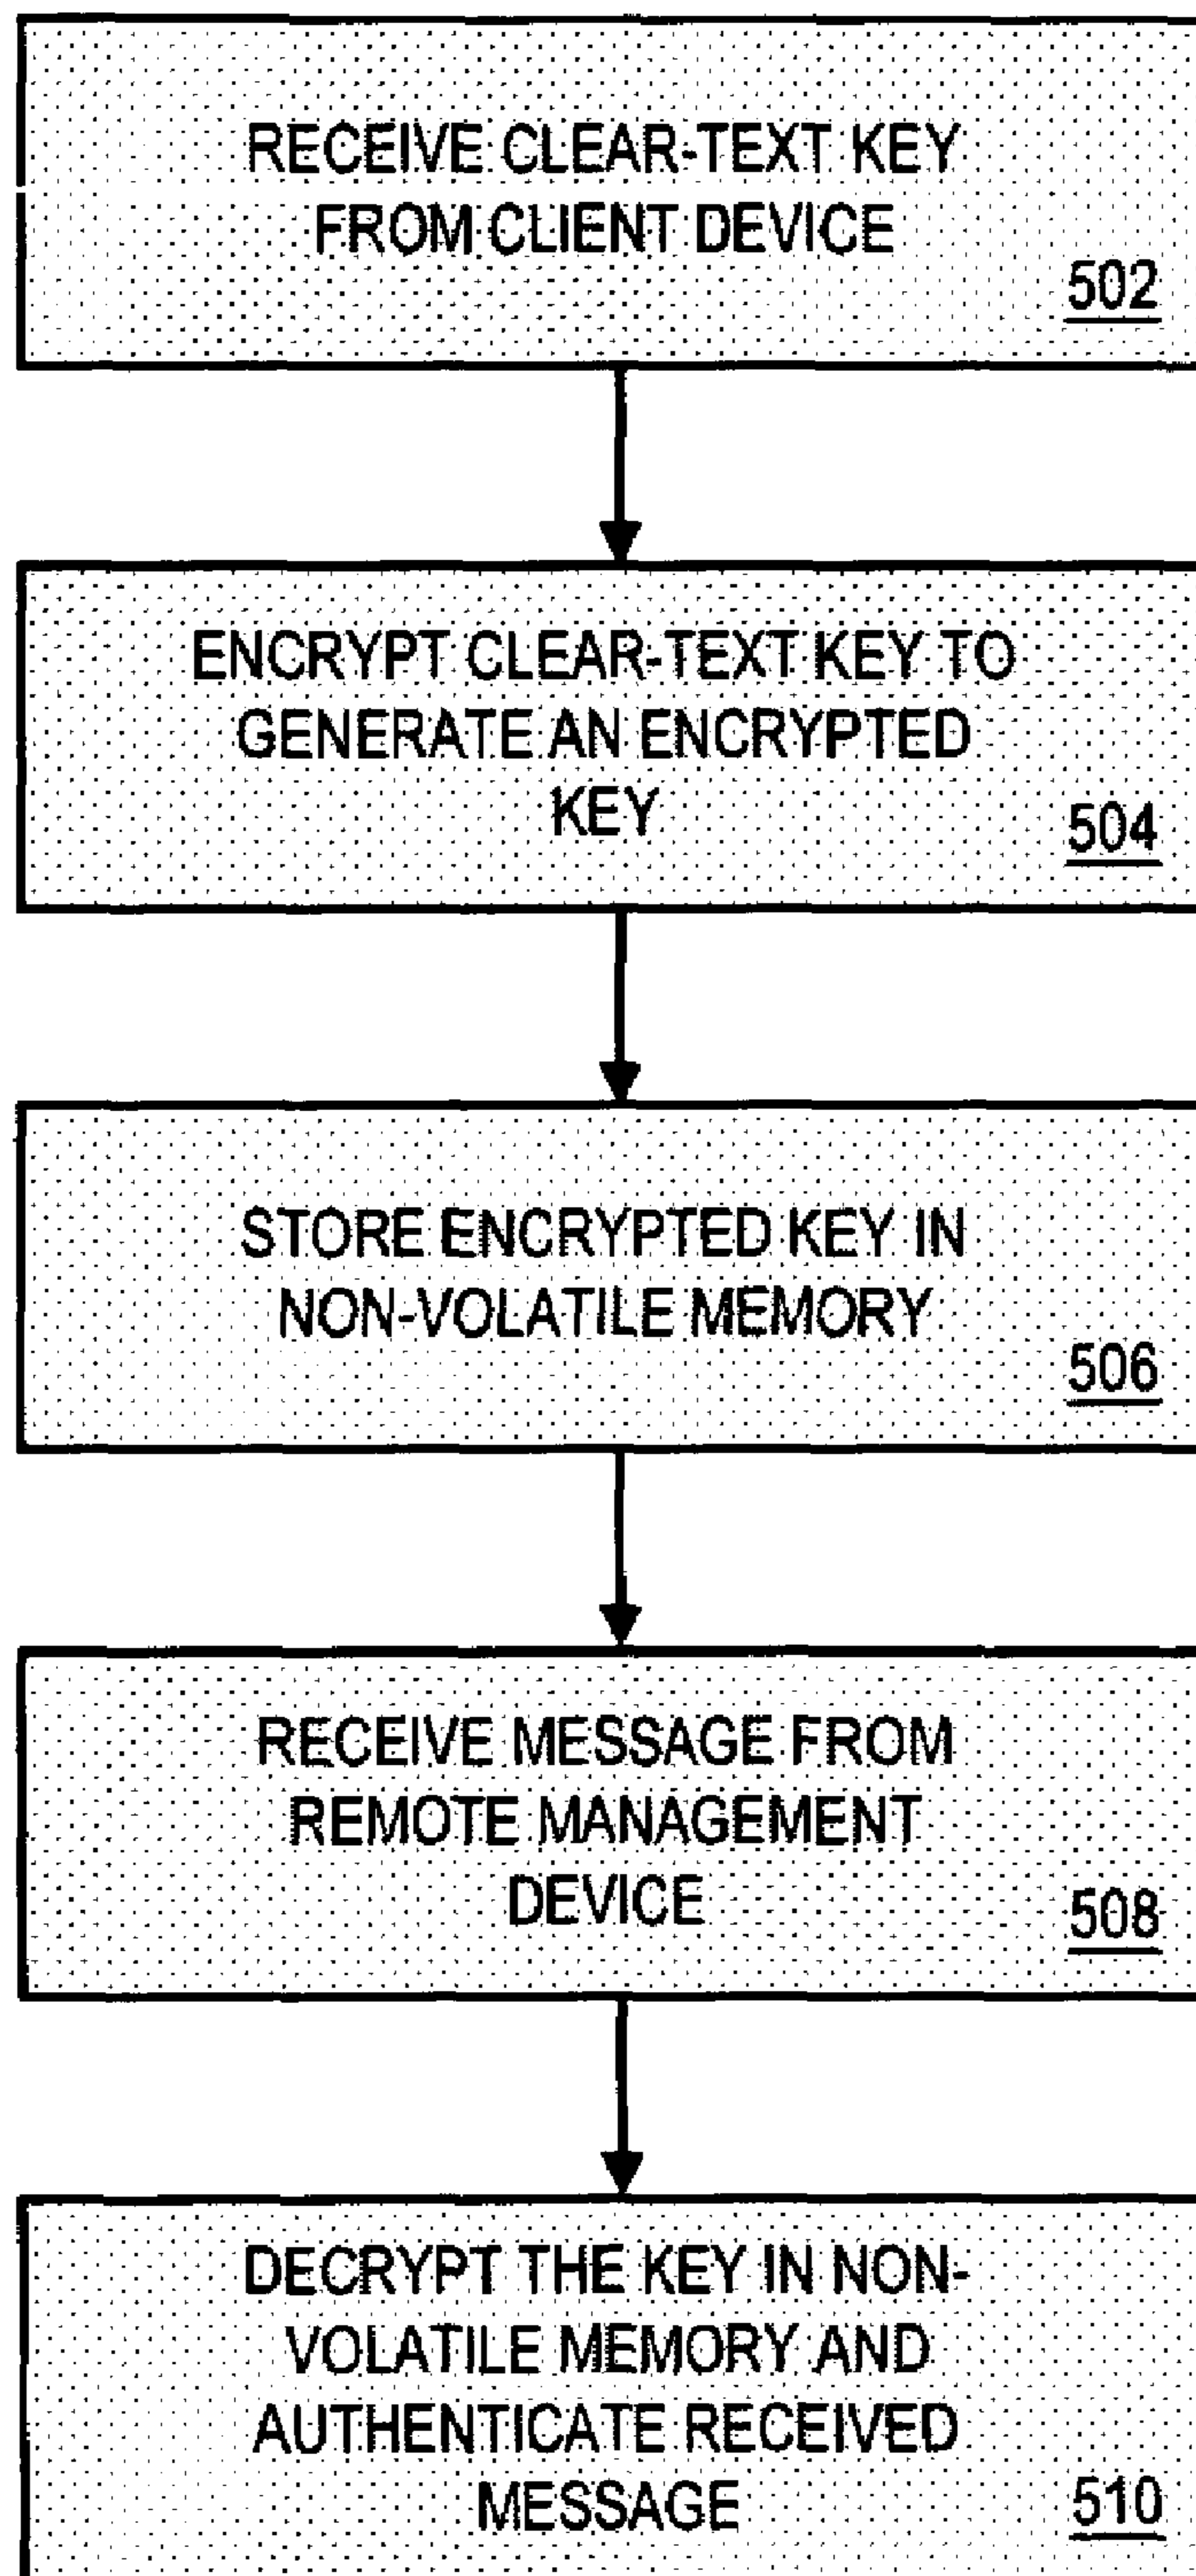 RECEIVE CLEAR-TEXT KEY
FROM CLIENT DEVICE
502
ENCRYPT CLEAR-TEXT KEY TO
GENERATE AN ENCRYPTED
KEY
504
STORE ENCRYPTED KEY IN
NON-VOLATILE MEMORY
506
RECEIVE MESSAGE FROM
REMOTE MANAGEMENT
DEVICE
508
DECRYPT THE KEY IN NON-
VOLATILE MEMORY AND
AUTHENTICATE RECEIVED
MESSAGE
510